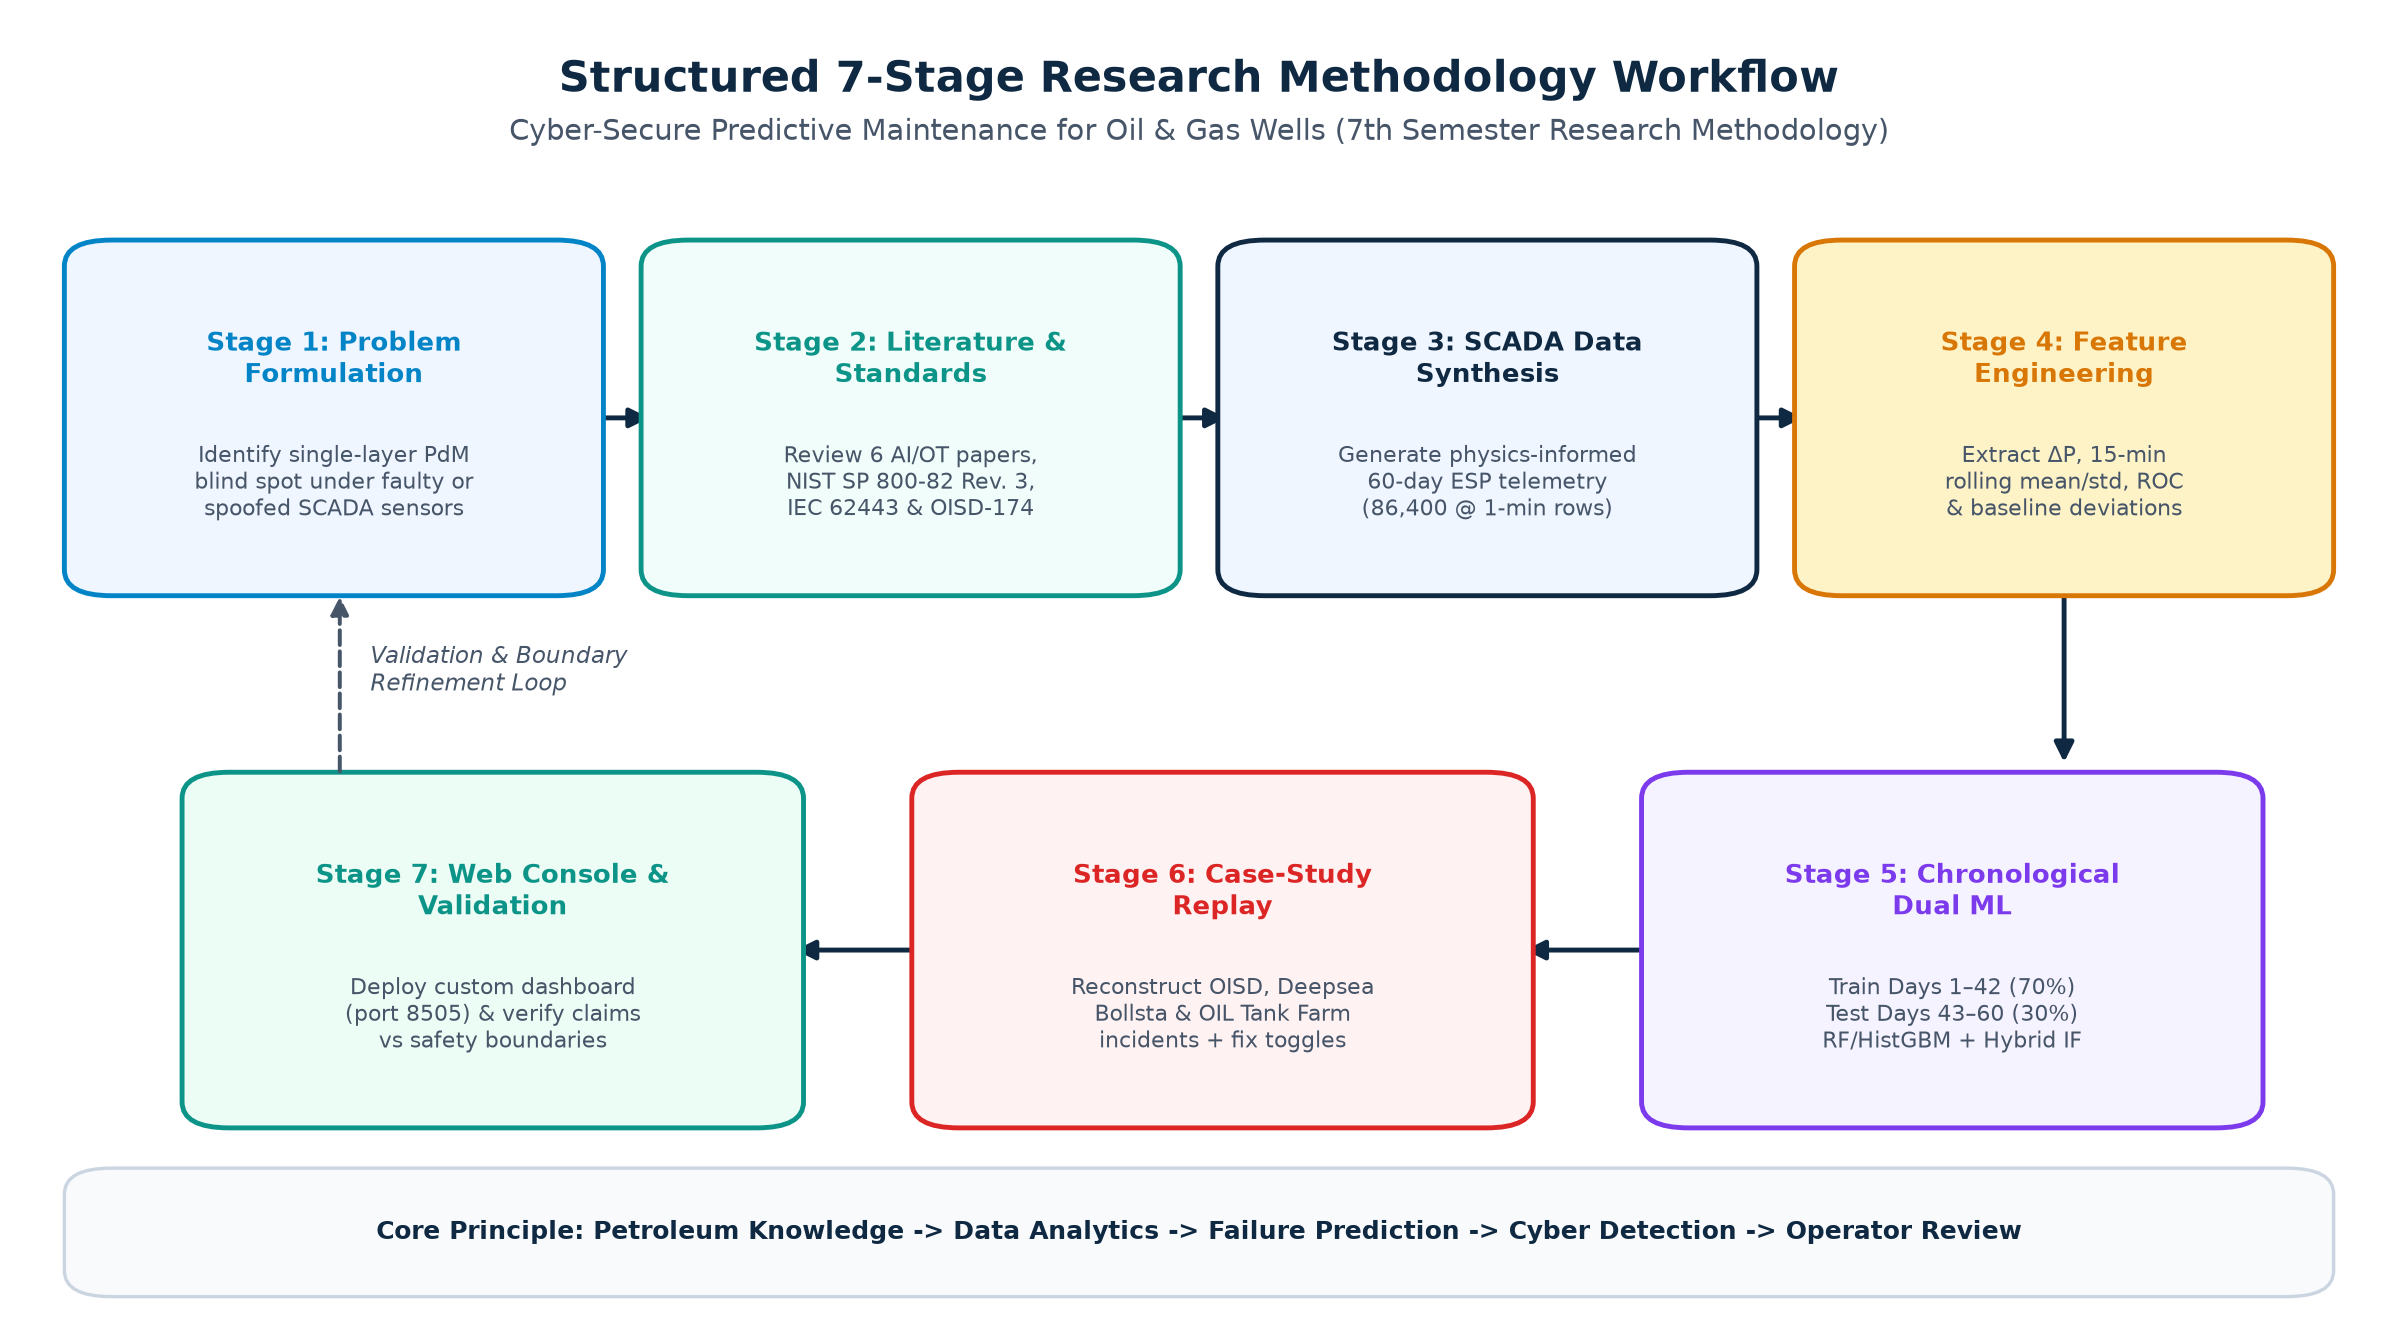 Structured 7-Stage Research Methodology Workflow
Cyber-Secure Predictive Maintenance for Oil & Gas Wells (7th Semester Research Methodology)
Stage 1: Problem
Formulation
Identify single-layer PdM
blind spot under faulty or
spoofed SCADA sensors
Stage 2: Literature &
Standards
Review 6 AI/OT papers,
NIST SP 800-82 Rev. 3,
IEC 62443 & OISD-174
Stage 3: SCADA Data
Synthesis
Generate physics-informed
60-day ESP telemetry
(86,400 @ 1-min rows)
Stage 4: Feature
Engineering
Extract ΔP, 15-min
rolling mean/std, ROC
& baseline deviations
Validation & Boundary
Refinement Loop
Stage 7: Web Console &
Validation
Deploy custom dashboard
(port 8505) & verify claims
vs safety boundaries
Stage 6: Case-Study
Replay
Reconstruct OISD, Deepsea
Bollsta & OIL Tank Farm
incidents + fix toggles
Stage 5: Chronological
Dual ML
Train Days 1–42 (70%)
Test Days 43–60 (30%)
RF/HistGBM + Hybrid IF
Core Principle: Petroleum Knowledge -> Data Analytics -> Failure Prediction -> Cyber Detection -> Operator Review